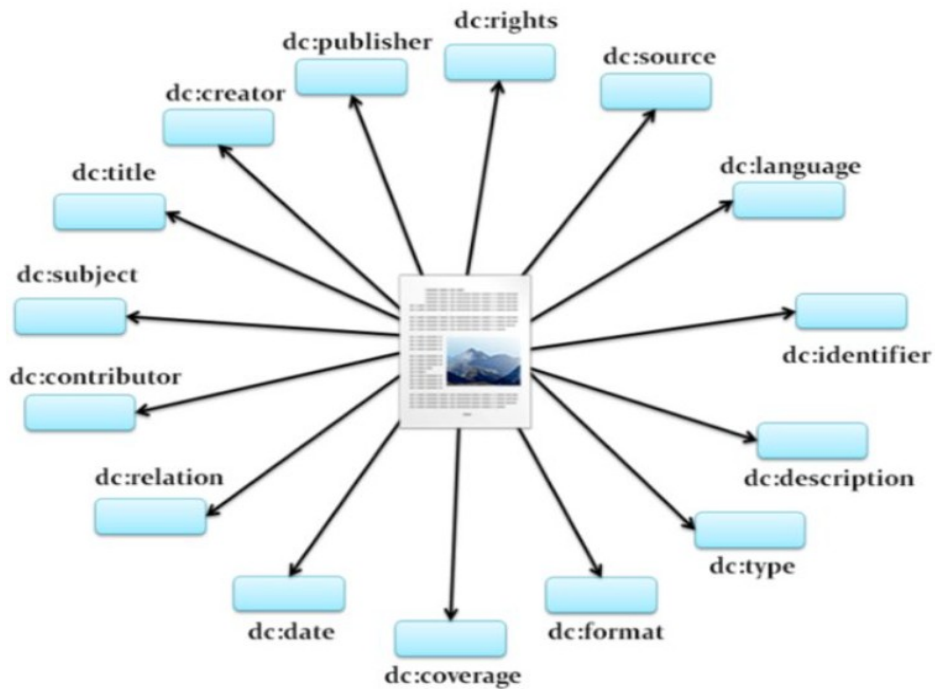 dc:rights
dc:publisher
dc:source
dc:creator
dc:language
dc:title
dc:subject
dc:identifier
dc:contributor
dc:relation
dc:description
dc:type
dc:date
dc:format
dc:coverage